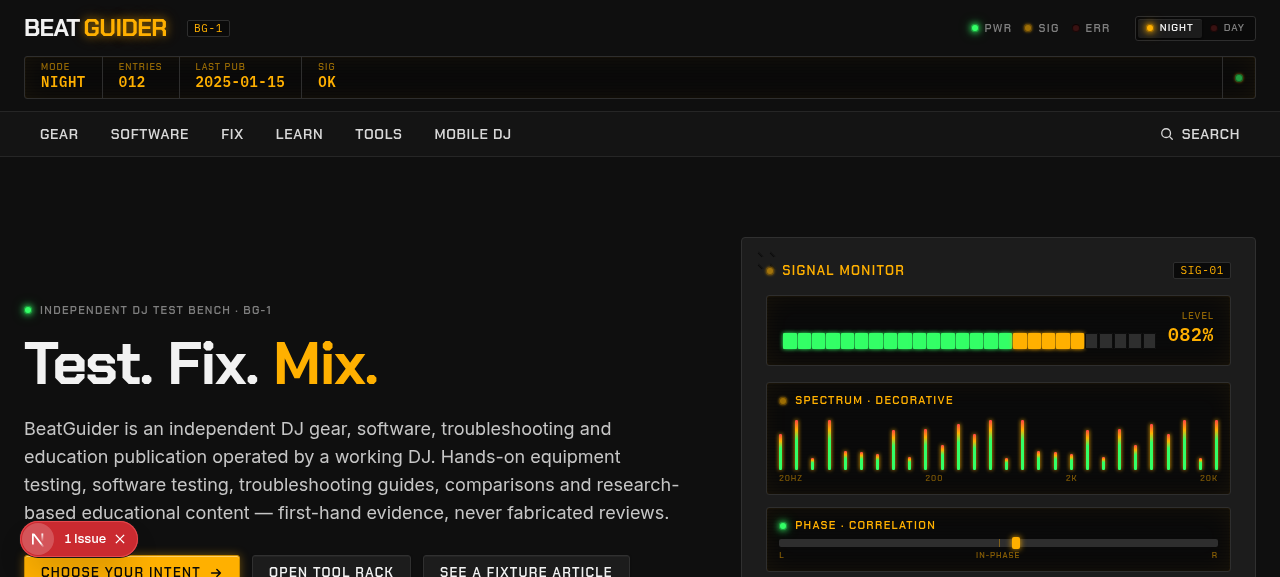 BEAT GUIDER BG-1
PWR SIG ERR NIGHT DAY
MODE ENTRIES LAST PUB SIG
NIGHT 012 2025-01-15 OK
GEAR SOFTWARE FIX LEARN TOOLS MOBILE DJ SEARCH
INDEPENDENT DJ TEST BENCH · BG-1
Test. Fix. Mix.
BeatGuider is an independent DJ gear, software, troubleshooting and
education publication operated by a working DJ. Hands-on equipment
testing, software testing, troubleshooting guides, comparisons and research-
based educational content — first-hand evidence, never fabricated reviews.
N 1 Issue
CHOOSE YOUR INTENT → OPEN TOOL RACK SEE A FIXTURE ARTICLE
SIGNAL MONITOR SIG-01
LEVEL
082%
SPECTRUM · DECORATIVE
20HZ 200 2K 20K
PHASE · CORRELATION
L IN-PHASE R